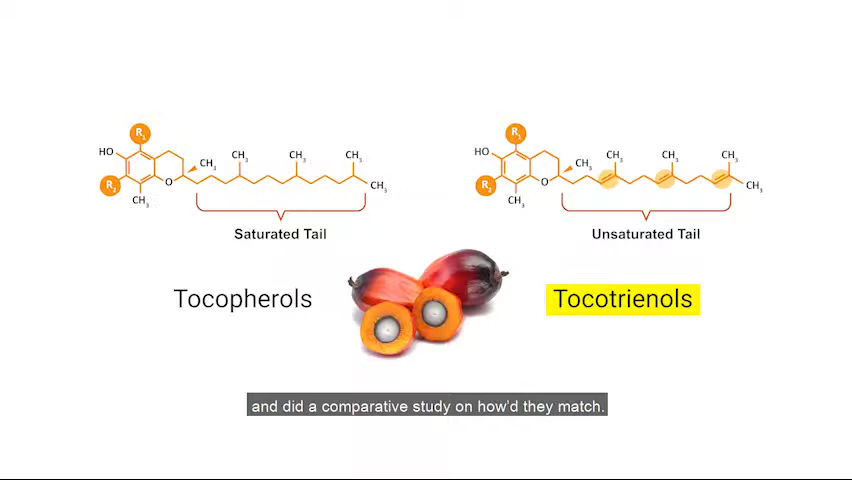 R1
HO
R2
O
CH3
CH3
CH3
CH3
CH3
CH3
Saturated Tail
R1
HO
R2
O
CH3
CH3
CH3
CH3
CH3
CH3
Unsaturated Tail
Tocopherols
Tocotrienols
and did a comparative study on how'd they match.